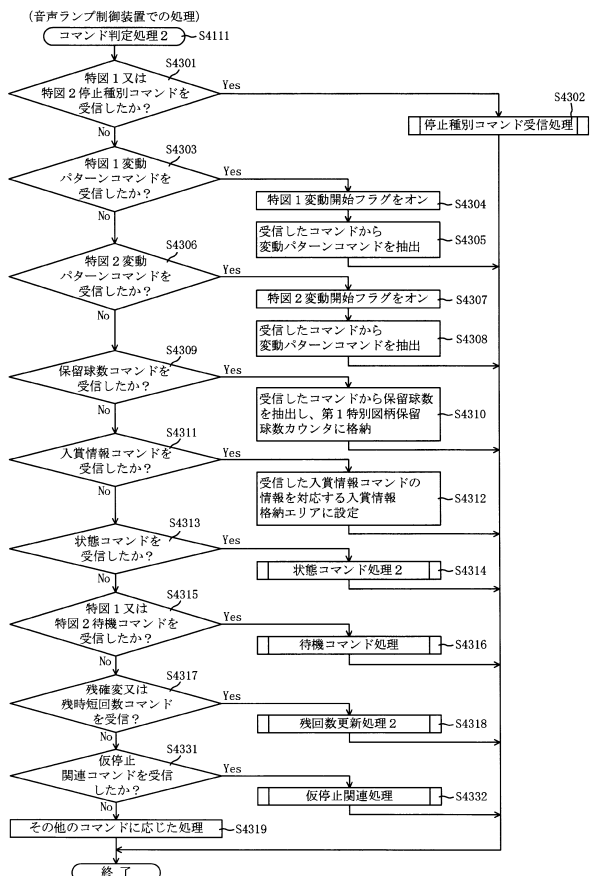 (音声ランプ制御装置での処理)
コマンド判定処理2
S4111
S4301
特図1又は
特図2停止種別コマンドを
受信したか?
Yes
No
S4302
停止種別コマンド受信処理
S4303
特図1変動
パターンコマンドを
受信したか?
Yes
No
特図1変動開始フラグをオン
S4304
受信したコマンドから
変動パターンコマンドを抽出
S4305
S4306
特図2変動
パターンコマンドを
受信したか?
Yes
No
特図2変動開始フラグをオン
S4307
受信したコマンドから
変動パターンコマンドを抽出
S4308
S4309
保留球数コマンドを
受信したか?
Yes
No
受信したコマンドから保留球数
を抽出し、第1特別図柄保留
球数カウンタに格納
S4310
S4311
入賞情報コマンドを
受信したか?
Yes
No
受信した入賞情報コマンドの
情報を対応する入賞情報
格納エリアに設定
S4312
S4313
状態コマンドを
受信したか?
Yes
No
状態コマンド処理2
S4314
S4315
特図1又は
特図2待機コマンドを
受信したか?
Yes
No
待機コマンド処理
S4316
S4317
残確変又は
残時短回数コマンド
を受信?
Yes
No
残回数更新処理2
S4318
S4331
仮停止
関連コマンドを受信
したか?
Yes
No
仮停止関連処理
S4332
その他のコマンドに応じた処理
S4319
終了